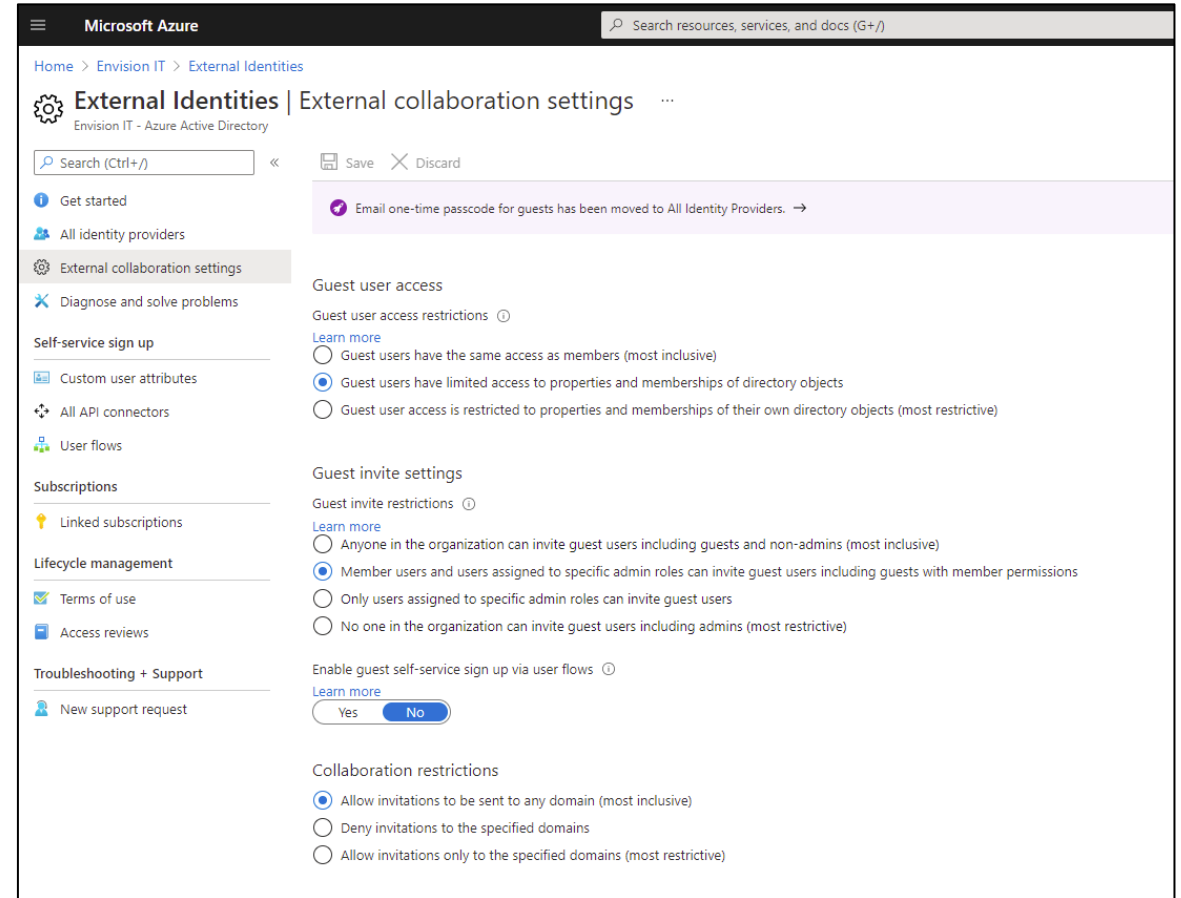 Microsoft Azure
Search resources, services, and docs (G+/)
Home > Envision IT > External Identities
External Identities | External collaboration settings ...
Envision IT - Azure Active Directory
Search (Ctrl+/)
«
Save
Discard
Get started
All identity providers
External collaboration settings
Diagnose and solve problems
Self-service sign up
Custom user attributes
All API connectors
User flows
Subscriptions
Linked subscriptions
Lifecycle management
Terms of use
Access reviews
Troubleshooting + Support
New support request
Email one-time passcode for guests has been moved to All Identity Providers. →
Guest user access
Guest user access restrictions
Learn more
Guest users have the same access as members (most inclusive)
Guest users have limited access to properties and memberships of directory objects
Guest user access is restricted to properties and memberships of their own directory objects (most restrictive)
Guest invite settings
Guest invite restrictions
Learn more
Anyone in the organization can invite guest users including guests and non-admins (most inclusive)
Member users and users assigned to specific admin roles can invite guest users including guests with member permissions
Only users assigned to specific admin roles can invite guest users
No one in the organization can invite guest users including admins (most restrictive)
Enable guest self-service sign up via user flows
Learn more
Yes No
Collaboration restrictions
Allow invitations to be sent to any domain (most inclusive)
Deny invitations to the specified domains
Allow invitations only to the specified domains (most restrictive)